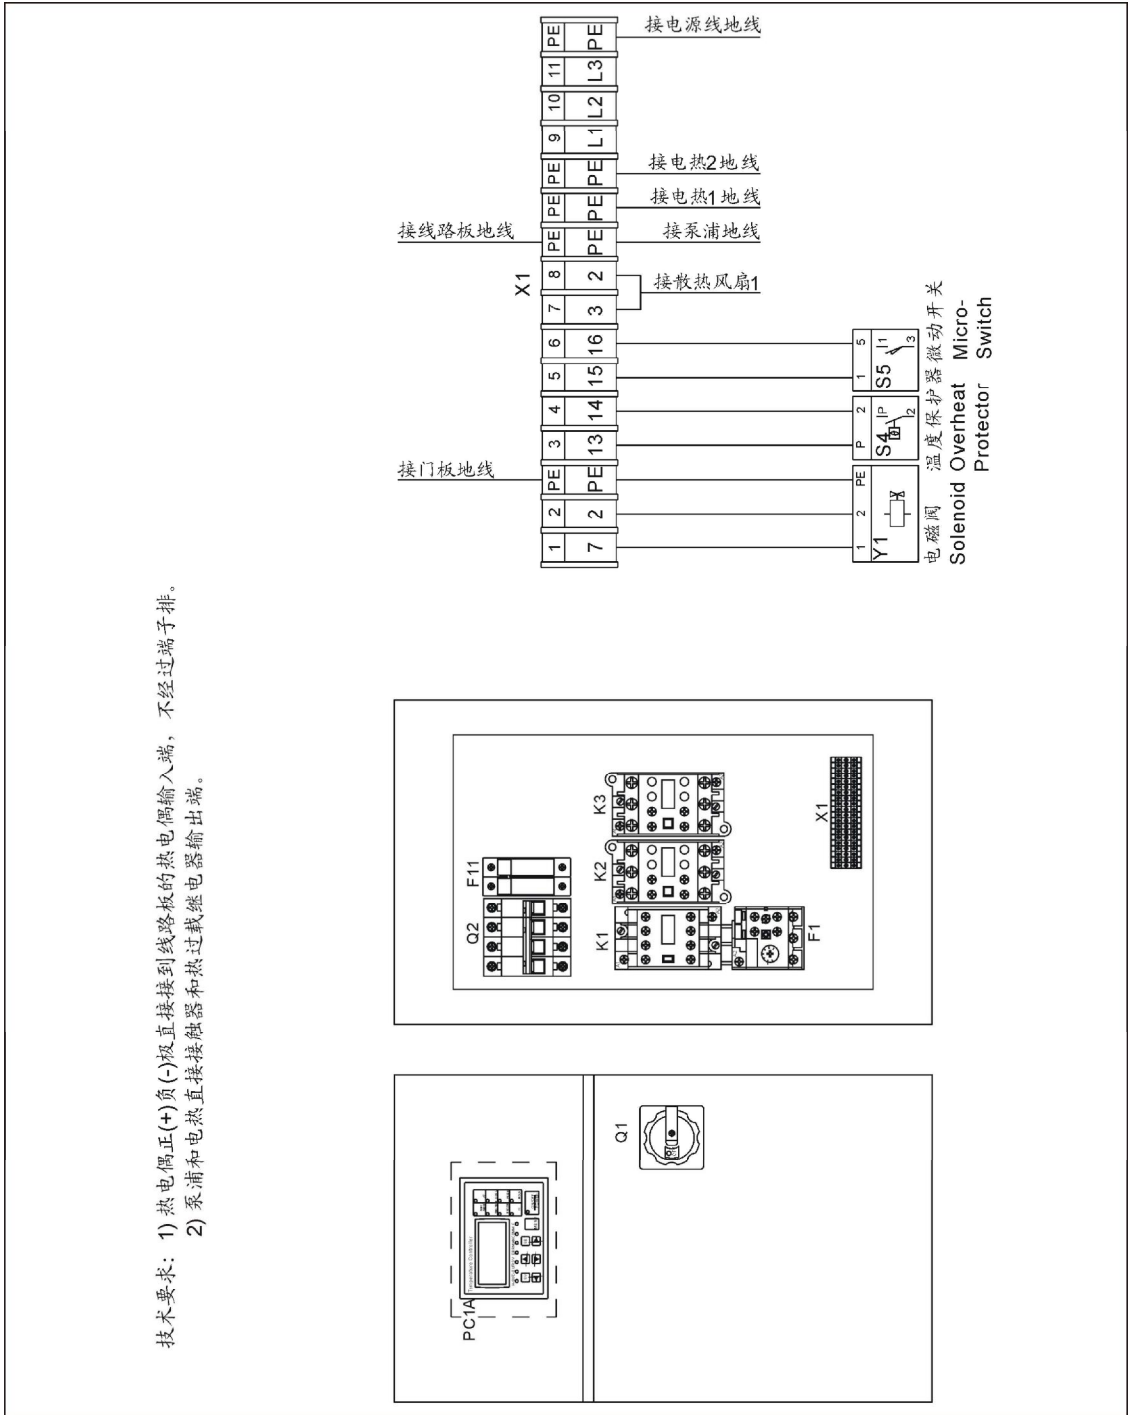 技术要求: 1) 热电偶正(+)负(-)极直接接到线路板的热电偶输入端, 不经过端子排。
2) 泵浦和电热直接接触器和热过载继电器输出端。
PC1A
Temperature Controller
Q1
Q2
F11
K1
K2
K3
F1
X1
接门板地线
接线路板地线
X1
1 2 PE 3 4 5 6 7 8 PE PE PE 9 10 11 PE
7 2 PE 13 14 15 16 3 2 PE PE PE L1 L2 L3 PE
接散热风扇1
接泵浦地线
接电热1地线
接电热2地线
接电源线地线
1 2 PE
Y1
P 2
S4 P 2
1 5
S5 1 3
电磁阀 温度保护器 微动开关
Solenoid Overheat Micro-
Protector Switch